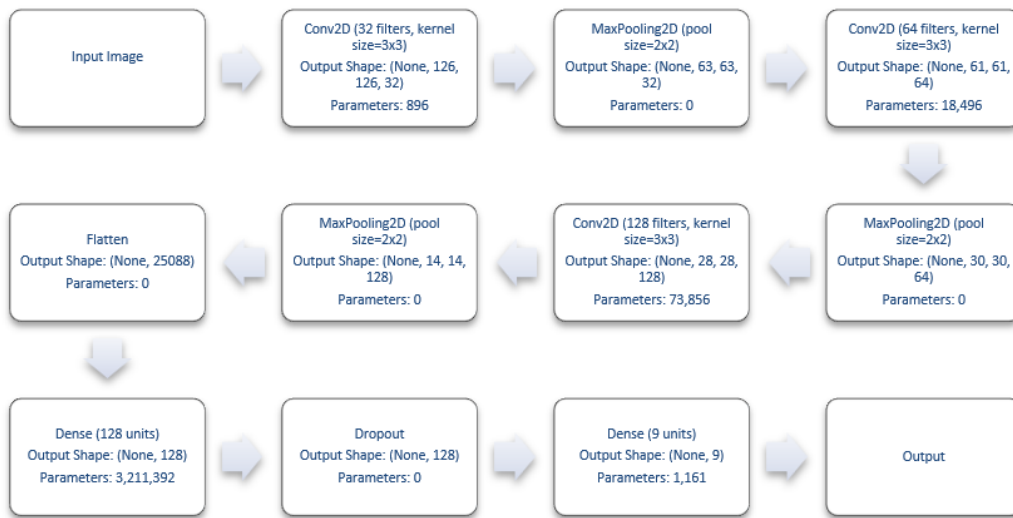 Input Image
Conv2D (32 filters, kernel
size=3x3)
Output Shape: (None, 126,
126, 32)
Parameters: 896
MaxPooling2D (pool
size=2x2)
Output Shape: (None, 63, 63,
32)
Parameters: 0
Conv2D (64 filters, kernel
size=3x3)
Output Shape: (None, 61, 61,
64)
Parameters: 18,496
MaxPooling2D (pool
size=2x2)
Output Shape: (None, 30, 30,
64)
Parameters: 0
Conv2D (128 filters, kernel
size=3x3)
Output Shape: (None, 28, 28,
128)
Parameters: 73,856
MaxPooling2D (pool
size=2x2)
Output Shape: (None, 14, 14,
128)
Parameters: 0
Flatten
Output Shape: (None, 25088)
Parameters: 0
Dense (128 units)
Output Shape: (None, 128)
Parameters: 3,211,392
Dropout
Output Shape: (None, 128)
Parameters: 0
Dense (9 units)
Output Shape: (None, 9)
Parameters: 1,161
Output